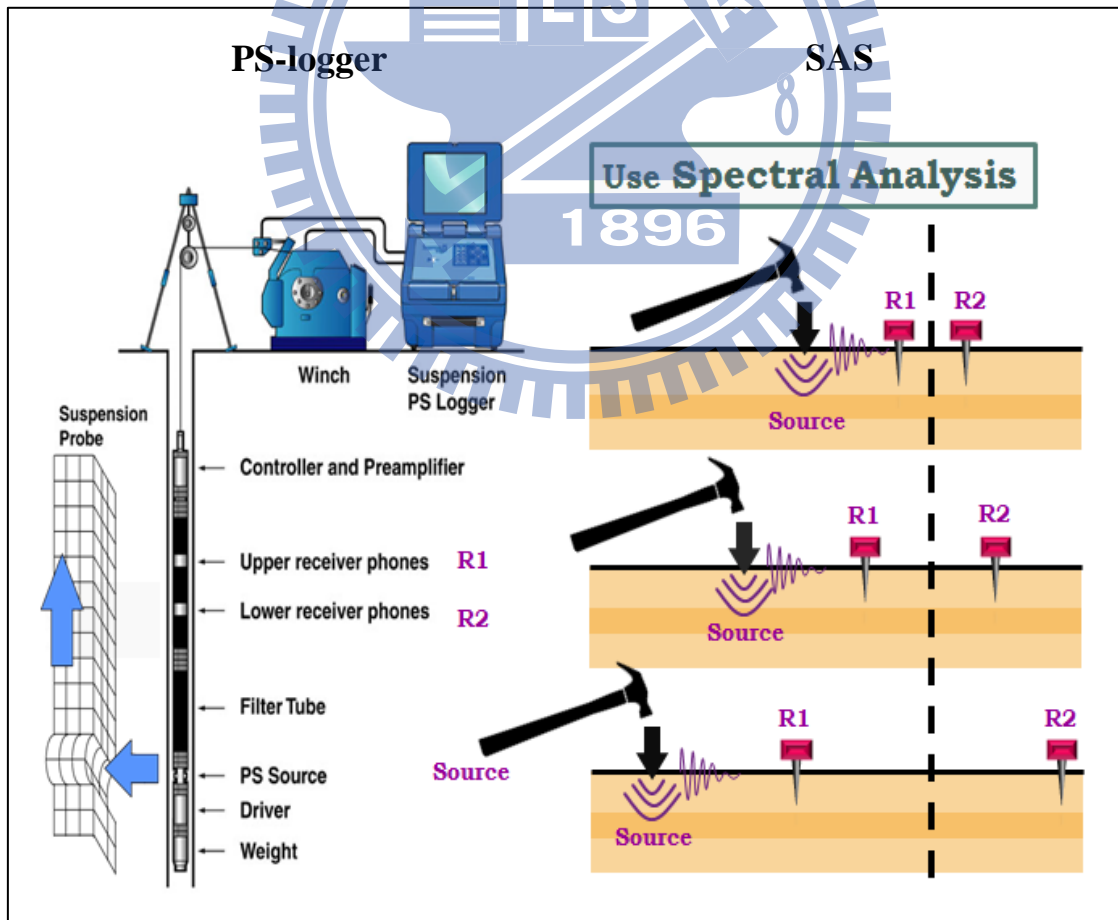 PS-logger
SAS
Use Spectral Analysis
1896
Winch
Suspension
PS Logger
Suspension
Probe
Controller and Preamplifier
Upper receiver phones R1
Lower receiver phones R2
Filter Tube
PS Source
Source
Driver
Weight
R1
R2
Source
R1
R2
Source
R1
R2
Source